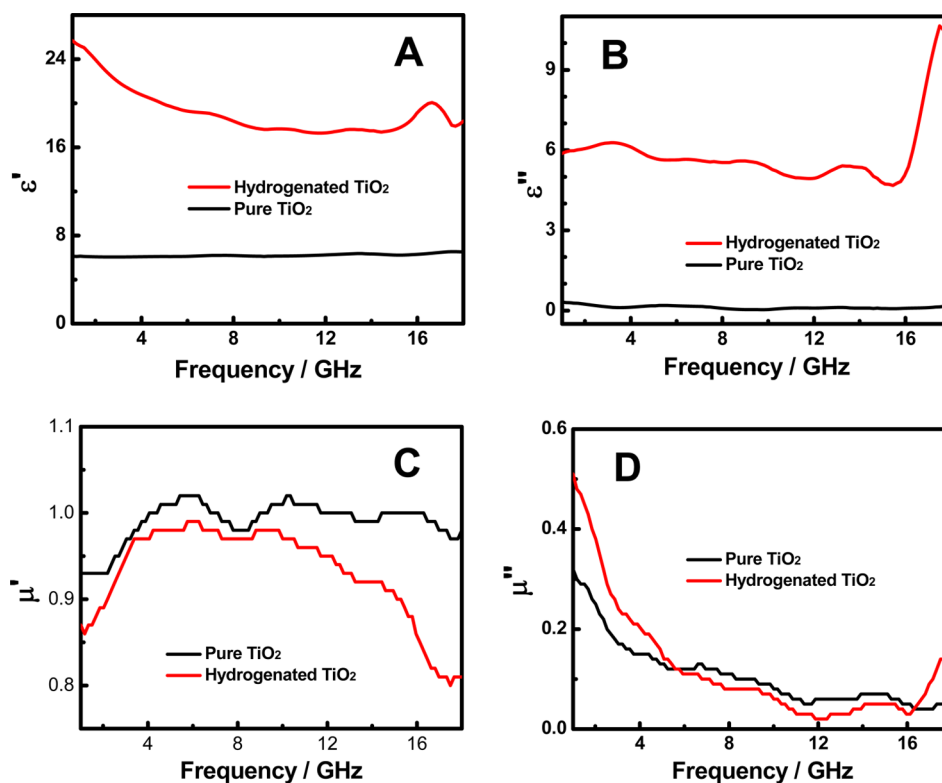 A
24
16
8
0
ε'
Hydrogenated TiO₂
Pure TiO₂
4 8 12 16
Frequency / GHz
B
9
6
3
0
ε"
Hydrogenated TiO₂
Pure TiO₂
4 8 12 16
Frequency / GHz
C
1.1
1.0
0.9
0.8
μ'
Pure TiO₂
Hydrogenated TiO₂
4 8 12 16
Frequency / GHz
D
0.6
0.4
0.2
0.0
μ"
Pure TiO₂
Hydrogenated TiO₂
4 8 12 16
Frequency / GHz